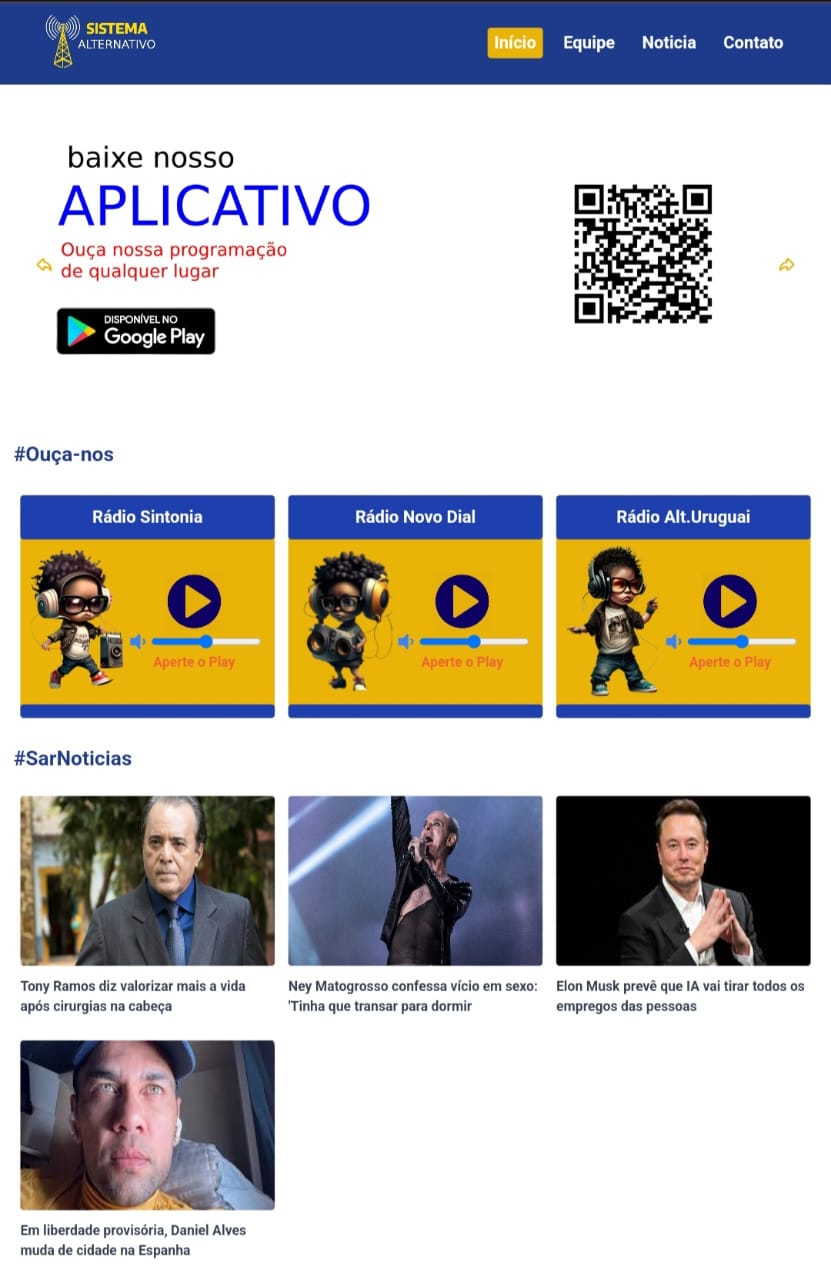 SISTEMA
ALTERNATIVO
Início Equipe Noticia Contato
baixe nosso
APLICATIVO
Ouça nossa programação
de qualquer lugar
DISPONÍVEL NO
Google Play
#Ouça-nos
Rádio Sintonia
Rádio Novo Dial
Rádio Alt.Uruguai
Aperte o Play
Aperte o Play
Aperte o Play
#SarNoticias
Tony Ramos diz valorizar mais a vida
após cirurgias na cabeça
Ney Matogrosso confessa vício em sexo:
'Tinha que transar para dormir
Elon Musk prevê que IA vai tirar todos os
empregos das pessoas
Em liberdade provisória, Daniel Alves
muda de cidade na Espanha